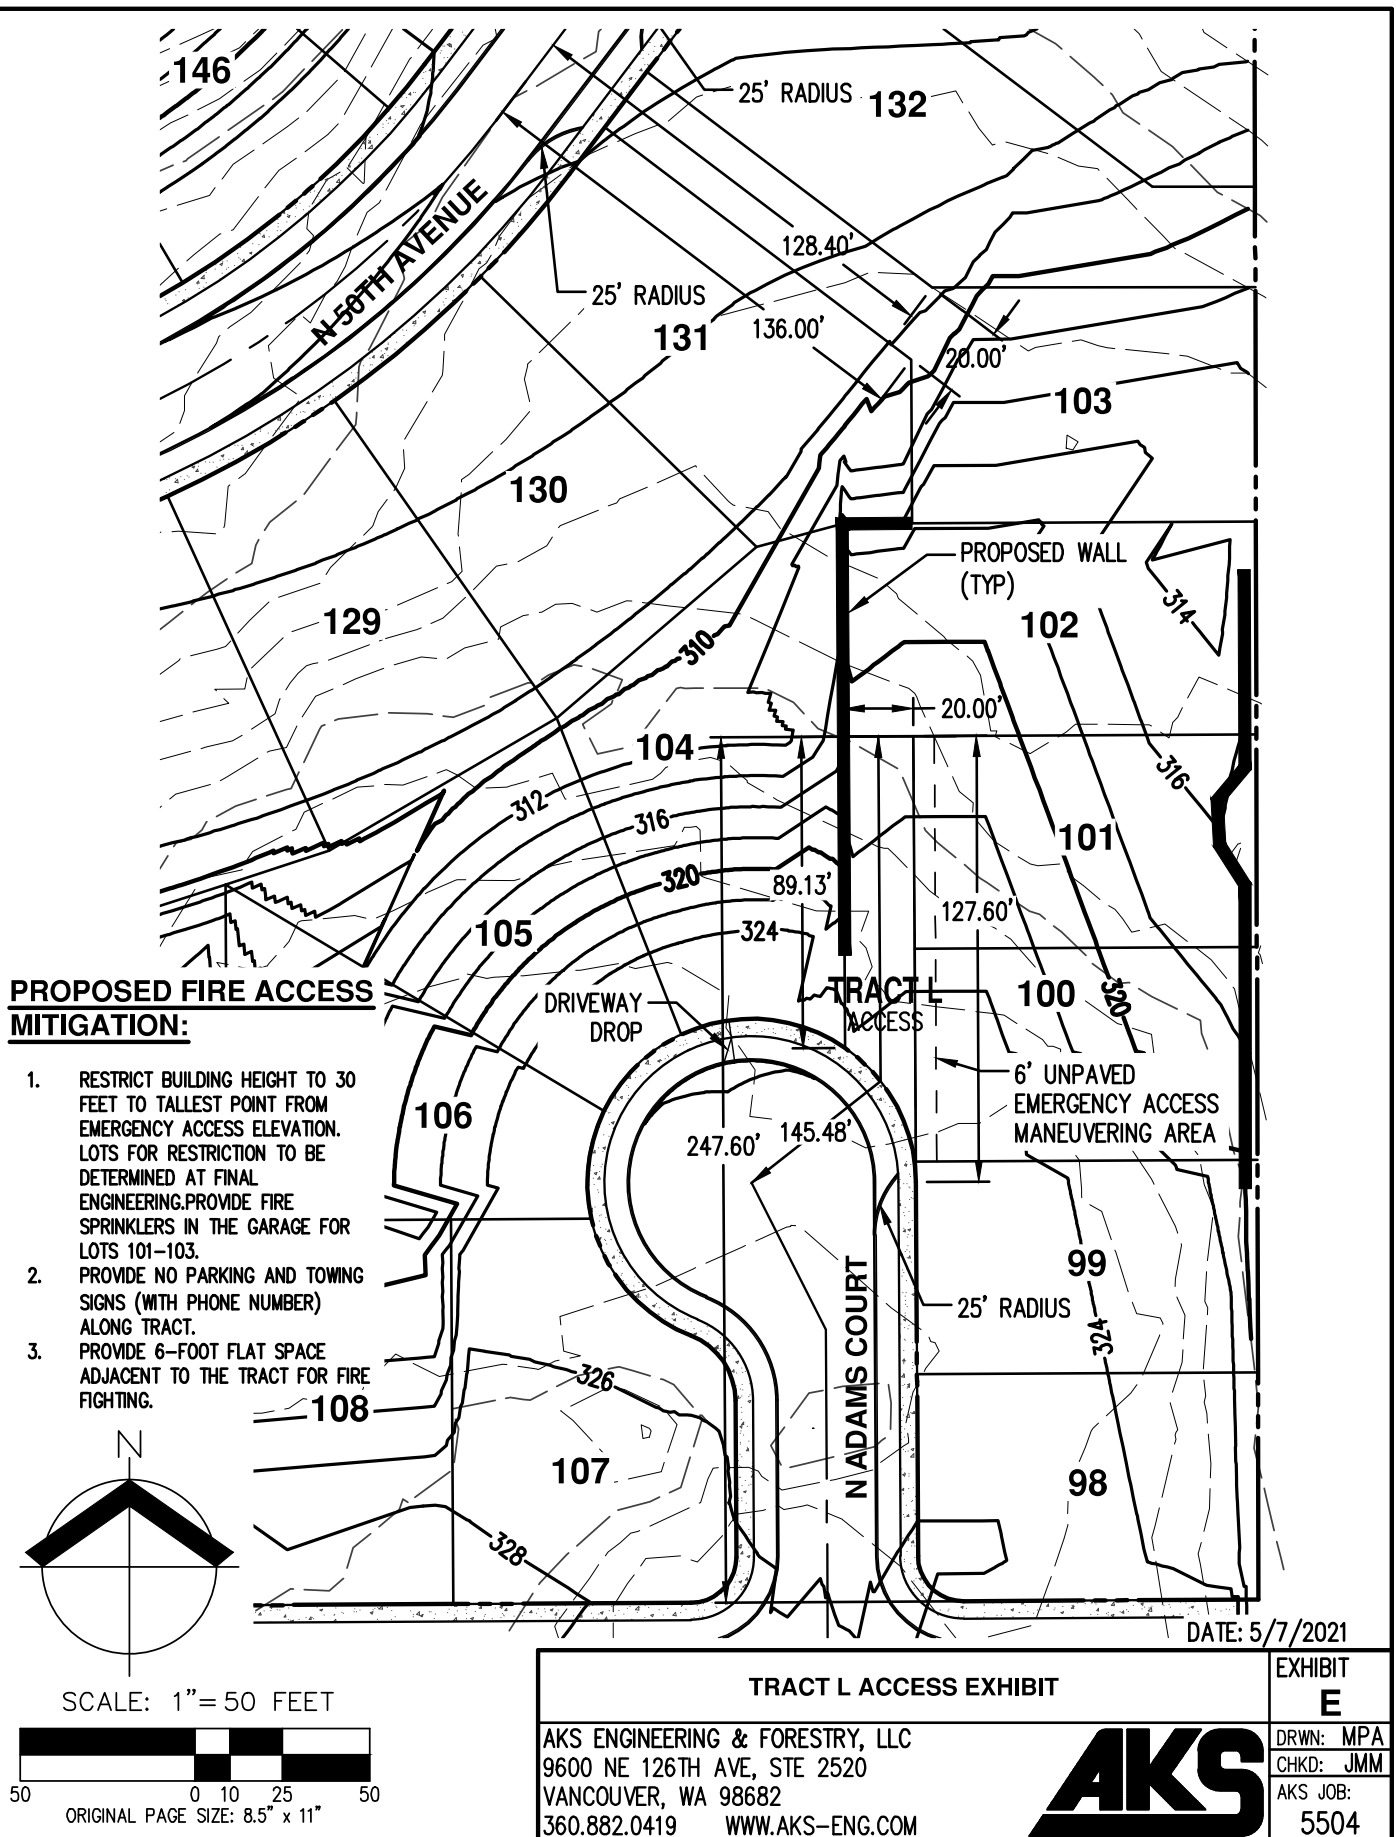 146
25' RADIUS
132
N 50TH AVENUE
128.40'
25' RADIUS
131
136.00'
20.00'
103
130
PROPOSED WALL
(TYP)
314
129
102
310
20.00'
104
312
316
316
101
320
89.13'
127.60'
105
324
PROPOSED FIRE ACCESS
MITIGATION:
DRIVEWAY
DROP
TRACT L
ACCESS
100
320
1. RESTRICT BUILDING HEIGHT TO 30
FEET TO TALLEST POINT FROM
EMERGENCY ACCESS ELEVATION.
LOTS FOR RESTRICTION TO BE
DETERMINED AT FINAL
ENGINEERING.PROVIDE FIRE
SPRINKLERS IN THE GARAGE FOR
LOTS 101-103.
2. PROVIDE NO PARKING AND TOWING
SIGNS (WITH PHONE NUMBER)
ALONG TRACT.
3. PROVIDE 6-FOOT FLAT SPACE
ADJACENT TO THE TRACT FOR FIRE
FIGHTING.
6' UNPAVED
EMERGENCY ACCESS
MANEUVERING AREA
106
247.60'
145.48'
99
N ADAMS COURT
25' RADIUS
324
326
108
107
98
328
N
SCALE: 1"= 50 FEET
50 0 10 25 50
ORIGINAL PAGE SIZE: 8.5" x 11"
DATE: 5/7/2021
TRACT L ACCESS EXHIBIT
EXHIBIT
E
AKS ENGINEERING & FORESTRY, LLC
9600 NE 126TH AVE, STE 2520
VANCOUVER, WA 98682
360.882.0419 WWW.AKS-ENG.COM
AKS
DRWN: MPA
CHKD: JMM
AKS JOB:
5504